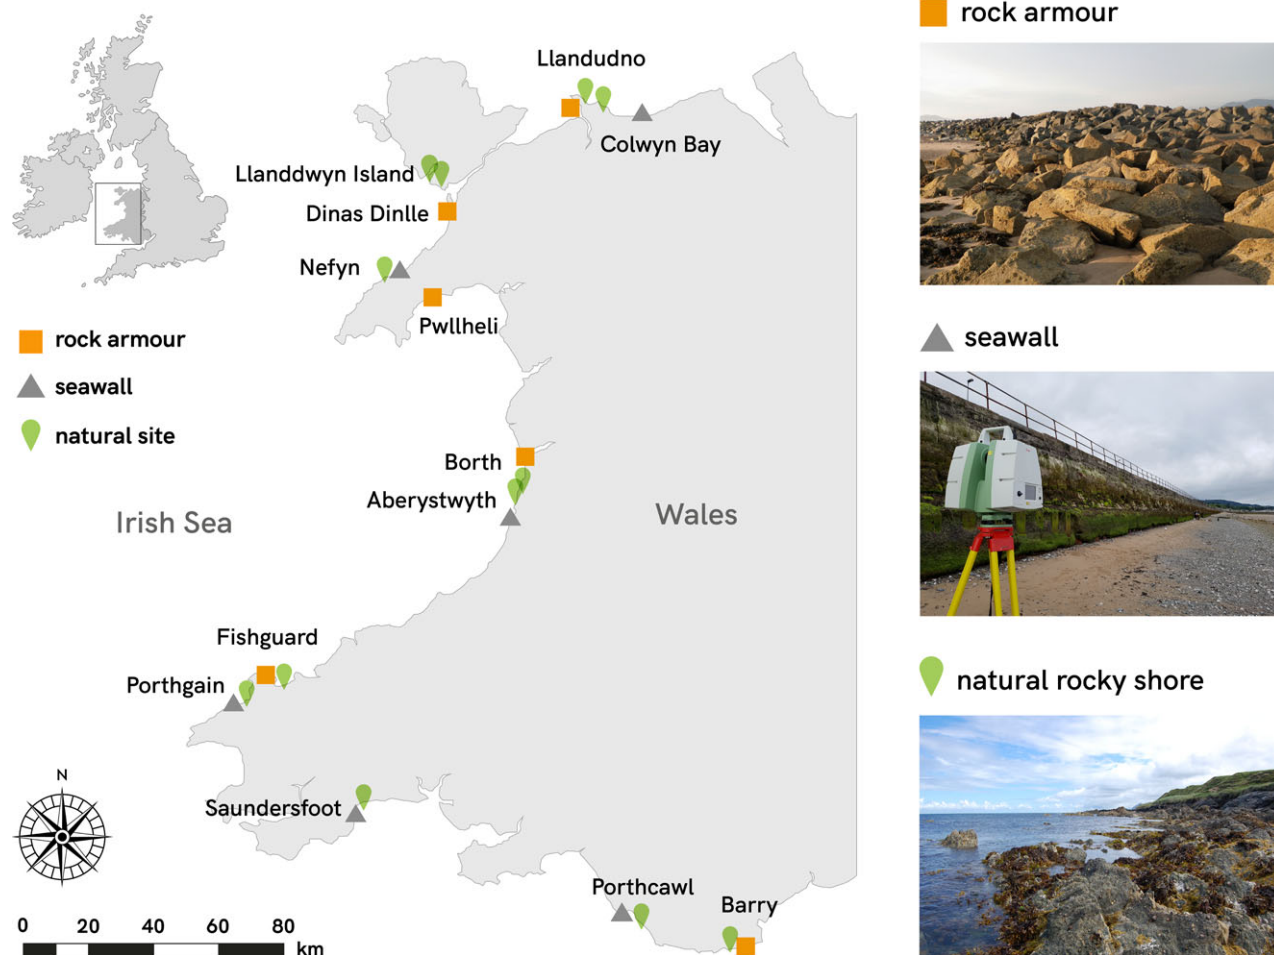 rock armour
Llandudno
Colwyn Bay
Llanddwyn Island
Dinas Dinlle
Nefyn
Pwllheli
rock armour
seawall
natural site
seawall
Borth
Aberystwyth
Irish Sea
Wales
Fishguard
Porthgain
natural rocky shore
N
Saundersfoot
Porthcawl
Barry
0 20 40 60 80
km